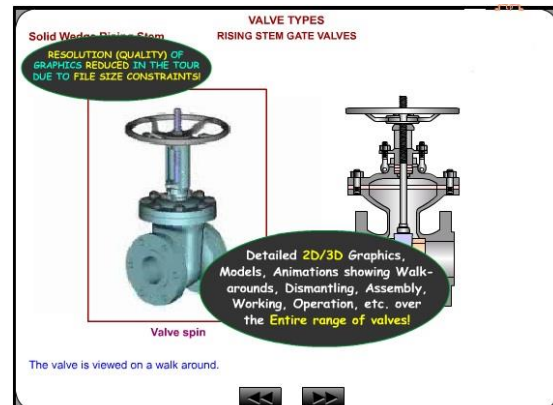 VALVE TYPES
Solid Wedge Rising Stem
RISING STEM GATE VALVES
RESOLUTION (QUALITY) OF
GRAPHICS REDUCED IN THE TOUR
DUE TO FILE SIZE CONSTRAINTS!
Detailed 2D/3D Graphics,
Models, Animations showing Walk-
arounds, Dismantling, Assembly,
Working, Operation, etc. over
the Entire range of valves!
Valve spin
The valve is viewed on a walk around.